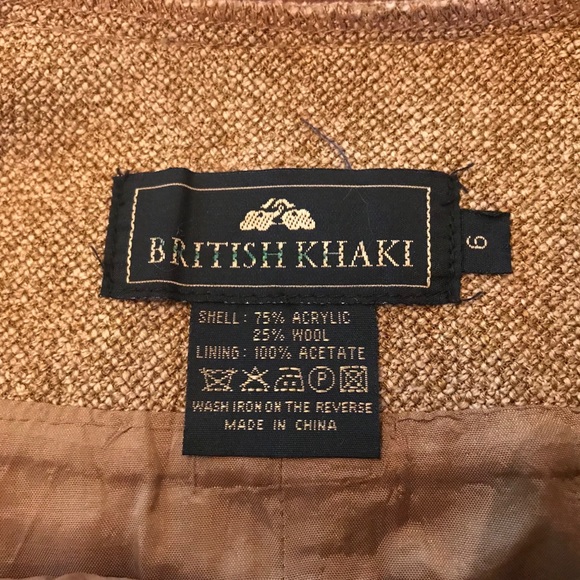 BRITISH KHAKI
6
SHELL: 75% ACRYLIC
25% WOOL
LINING: 100% ACETATE
P
WASH IRON ON THE REVERSE
MADE IN CHINA